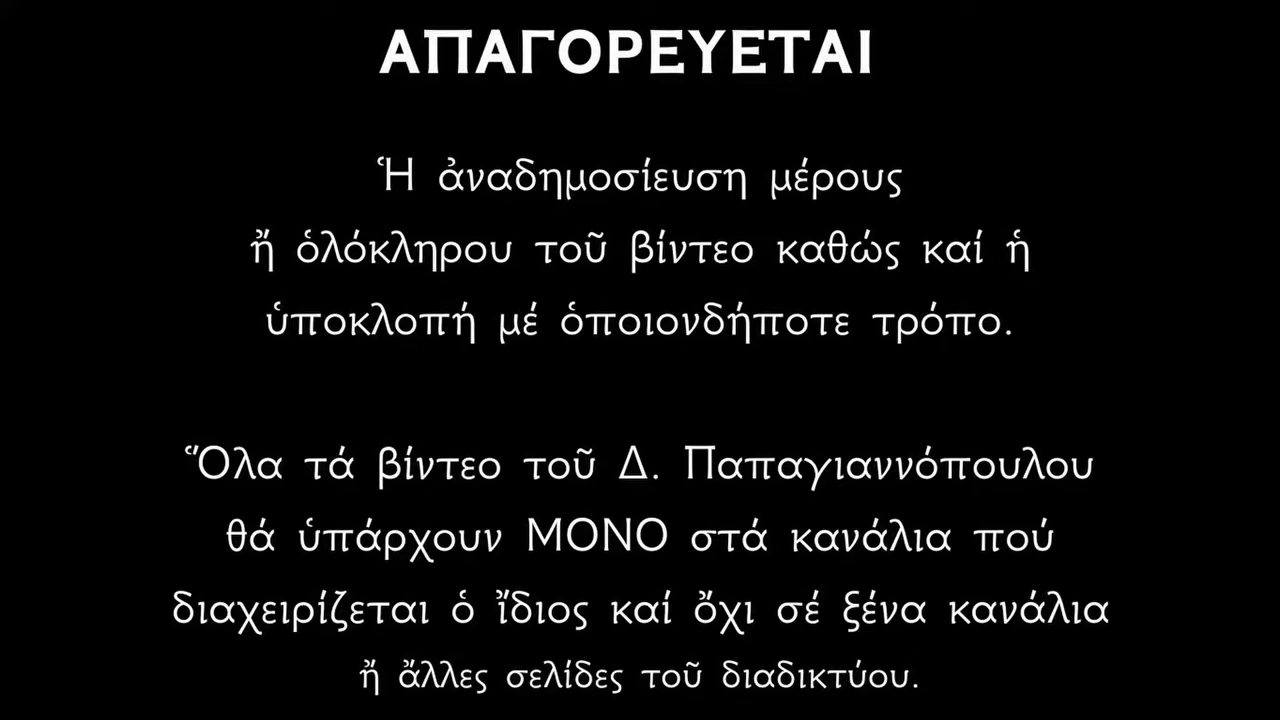 ΑΠΑΓΟΡΕΥΕΤΑΙ
Ἡ ἀναδημοσίευση μέρους
ἤ ὁλόκληρου τοῦ βίντεο καθώς καί ἡ
ὑποκλοπή μέ ὁποιονδήποτε τρόπο.
Ὅλα τά βίντεο τοῦ Δ. Παπαγιαννόπουλου
θά ὑπάρχουν ΜΟΝΟ στά κανάλια πού
διαχειρίζεται ὁ ἴδιος καί ὄχι σέ ξένα κανάλια
ἤ ἄλλες σελίδες τοῦ διαδικτύου.